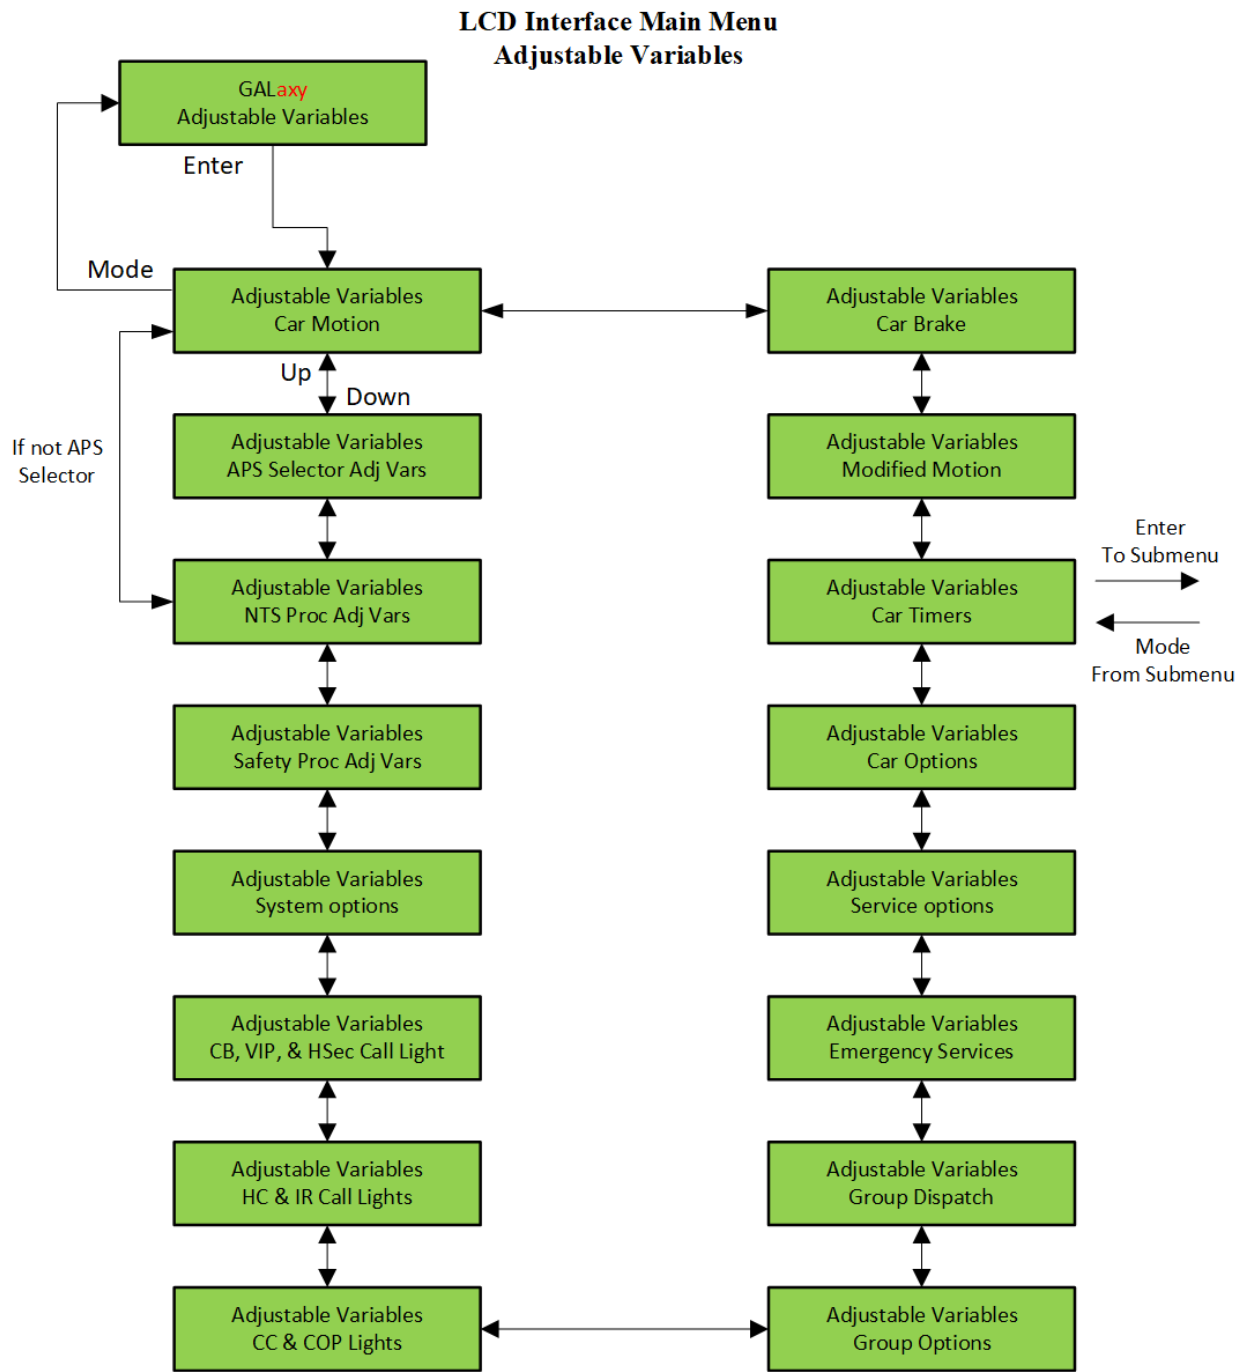 LCD Interface Main Menu
Adjustable Variables
GALaxy
Adjustable Variables
Enter
Mode
Adjustable Variables
Car Motion
Adjustable Variables
Car Brake
Up
Down
If not APS
Selector
Adjustable Variables
APS Selector Adj Vars
Adjustable Variables
Modified Motion
Adjustable Variables
NTS Proc Adj Vars
Adjustable Variables
Car Timers
Enter
To Submenu
Mode
From Submenu
Adjustable Variables
Safety Proc Adj Vars
Adjustable Variables
Car Options
Adjustable Variables
System options
Adjustable Variables
Service options
Adjustable Variables
CB, VIP, & HSec Call Light
Adjustable Variables
Emergency Services
Adjustable Variables
HC & IR Call Lights
Adjustable Variables
Group Dispatch
Adjustable Variables
CC & COP Lights
Adjustable Variables
Group Options